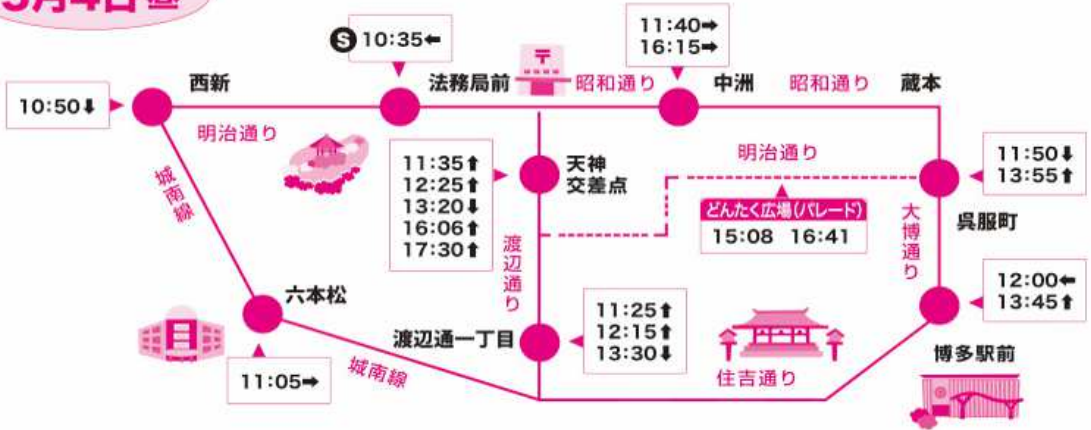 5月4日
S 10:35←
11:40➡
16:15➡
西新
法務局前
〒
昭和通り
中洲
昭和通り
蔵本
10:50⬇
明治通り
城南線
11:35⬆
12:25⬆
13:20⬇
16:06⬆
17:30⬆
天神
交差点
明治通り
11:50⬇
13:55⬆
どんたく広場(パレード)
15:08 16:41
大博通り
呉服町
渡辺通り
六本松
渡辺通一丁目
11:25⬆
12:15⬆
13:30⬇
12:00⬅
13:45⬆
博多駅前
11:05➡
城南線
住吉通り